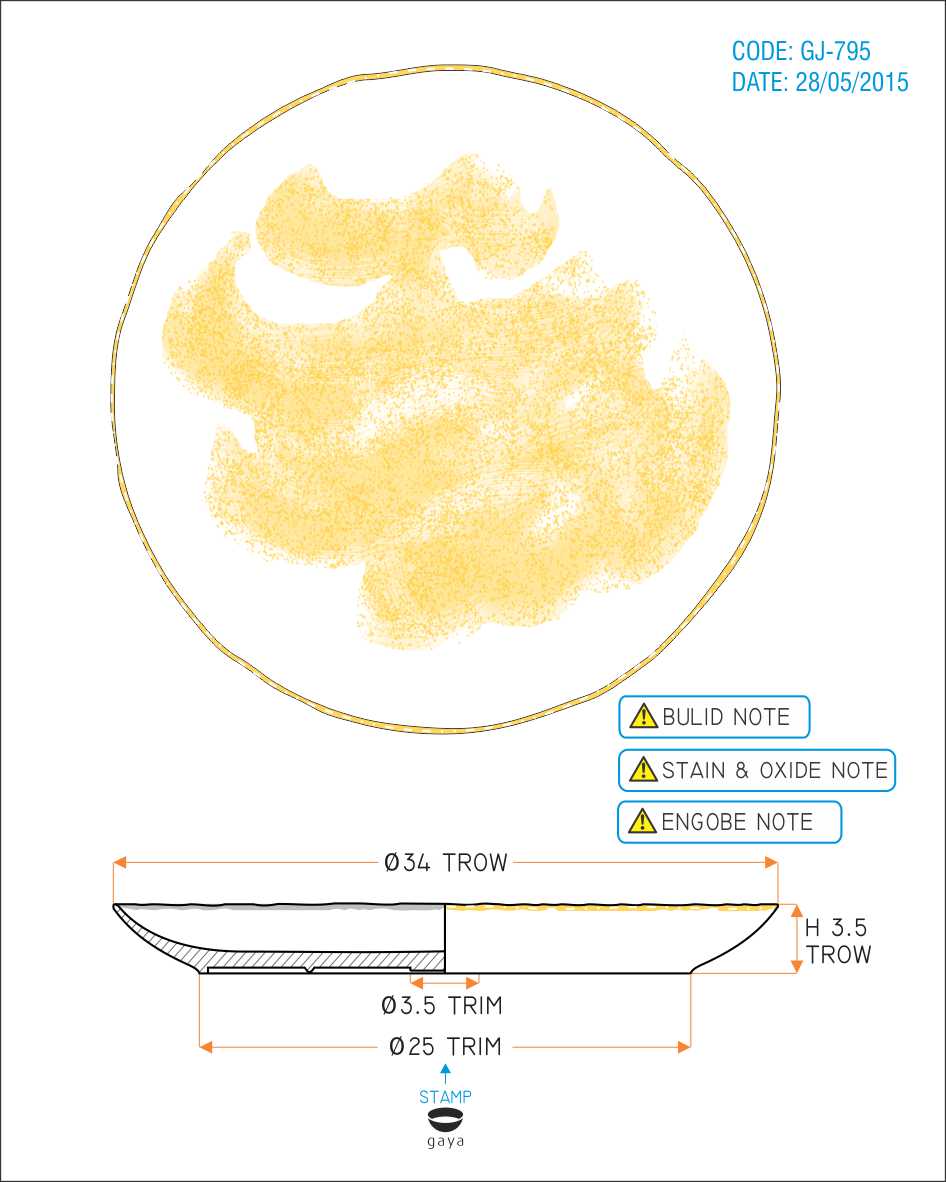 CODE: GJ-795
DATE: 28/05/2015
BULID NOTE
STAIN & OXIDE NOTE
ENGOBE NOTE
Ø34 TROW
H 3.5
TROW
Ø3.5 TRIM
Ø25 TRIM
STAMP
gaya